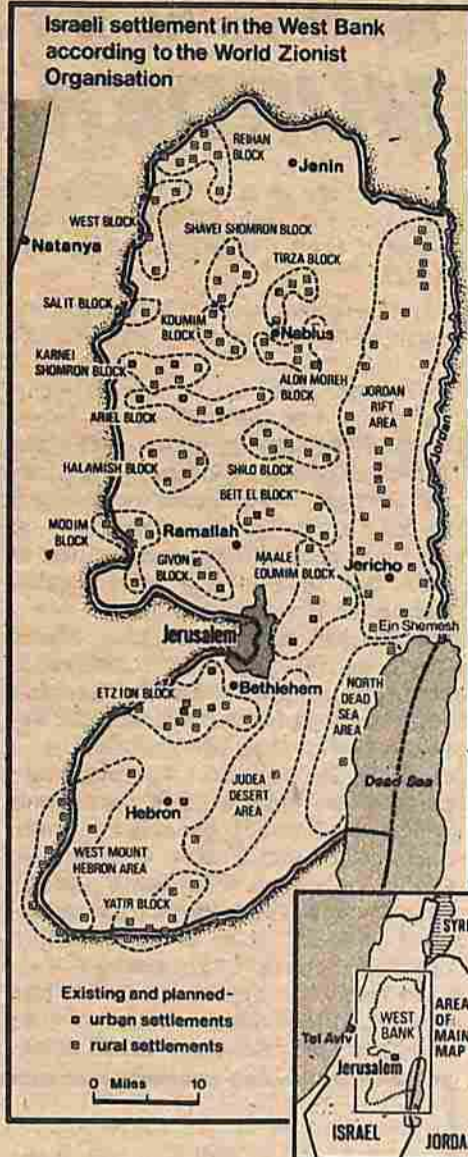 Israeli settlement in the West Bank
according to the World Zionist
Organisation
REIHAN
BLOCK
Jenin
WEST BLOCK
Natanya
SHAVEI SHOMRON BLOCK
TIRZA BLOCK
SALIT BLOCK
KOUMIM
BLOCK
Nablus
KARNEI
SHOMRON BLOCK
ALON MOREH
BLOCK
ARIEL BLOCK
JORDAN
RIFT
AREA
Jordan
HALAMISH BLOCK
SHILO BLOCK
BEIT EL BLOCK
MODIM
BLOCK
Ramallah
GIVON
BLOCK
MAALE
EDUMIM BLOCK
Jericho
Ein Shemesh
Jerusalem
ETZION BLOCK
Bethlehem
NORTH
DEAD
SEA
AREA
Dead Sea
JUDEA
DESERT
AREA
Hebron
WEST MOUNT
HEBRON AREA
YATIR BLOCK
Existing and planned-
urban settlements
rural settlements
0 Miles 10
SYRI
WEST
BANK
AREA
OF
MAIN
MAP
Tel Aviv
Jerusalem
ISRAEL
JORDA